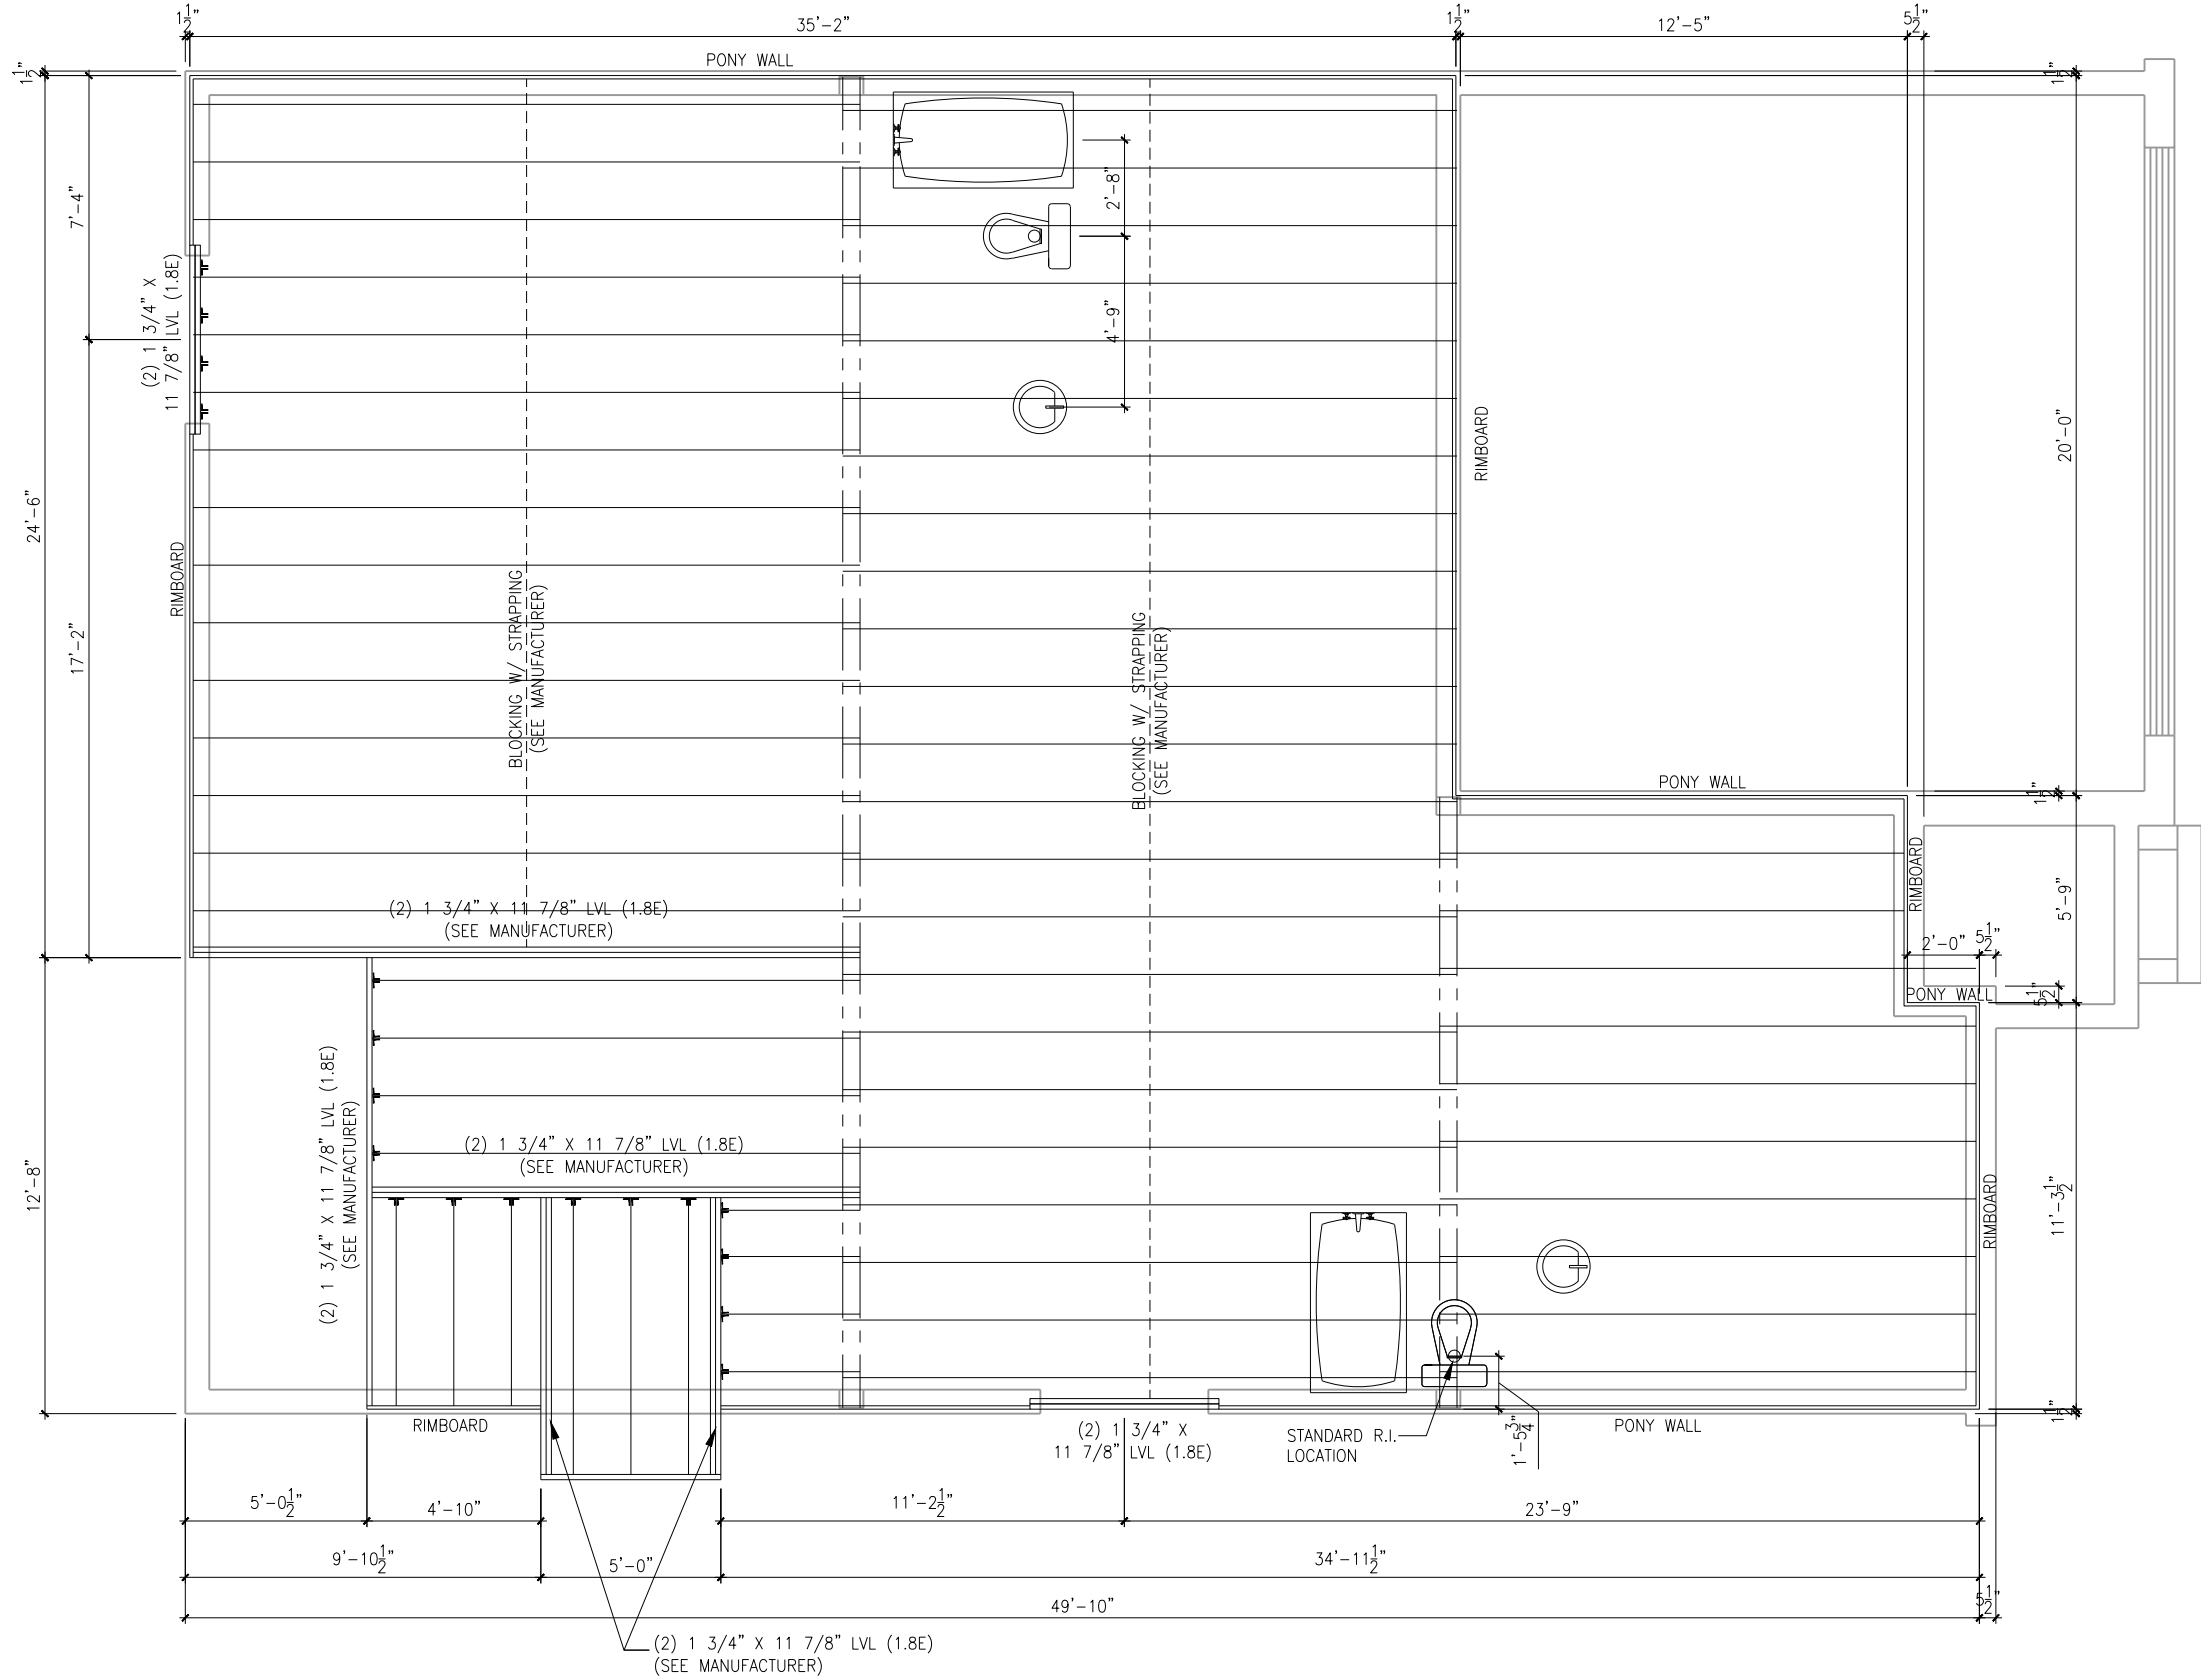 1 1/2"
35'-2"
1 1/2"
12'-5"
5 1/2"
PONY WALL
1 1/2"
1 1/2"
7'-4"
2'-8"
(2) 1 3/4" X
11 7/8" LVL (1.8E)
4'-9"
RIMBOARD
20'-0"
24'-6"
RIMBOARD
17'-2"
BLOCKING W/ STRAPPING
(SEE MANUFACTURER)
BLOCKING W/ STRAPPING
(SEE MANUFACTURER)
PONY WALL
1 1/2"
RIMBOARD
5'-9"
(2) 1 3/4" X 11 7/8" LVL (1.8E)
(SEE MANUFACTURER)
2'-0"
5 1/2"
PONY WALL
5 1/2"
(2) 1 3/4" X 11 7/8" LVL (1.8E)
(SEE MANUFACTURER)
(2) 1 3/4" X 11 7/8" LVL (1.8E)
(SEE MANUFACTURER)
12'-8"
RIMBOARD
11'-3 1/2"
RIMBOARD
(2) 1 3/4" X
11 7/8" LVL (1.8E)
STANDARD R.I.
LOCATION
1'-5 3/4"
PONY WALL
1 1/2"
5'-0 1/2"
4'-10"
11'-2 1/2"
23'-9"
9'-10 1/2"
5'-0"
34'-11 1/2"
49'-10"
5 1/2"
(2) 1 3/4" X 11 7/8" LVL (1.8E)
(SEE MANUFACTURER)